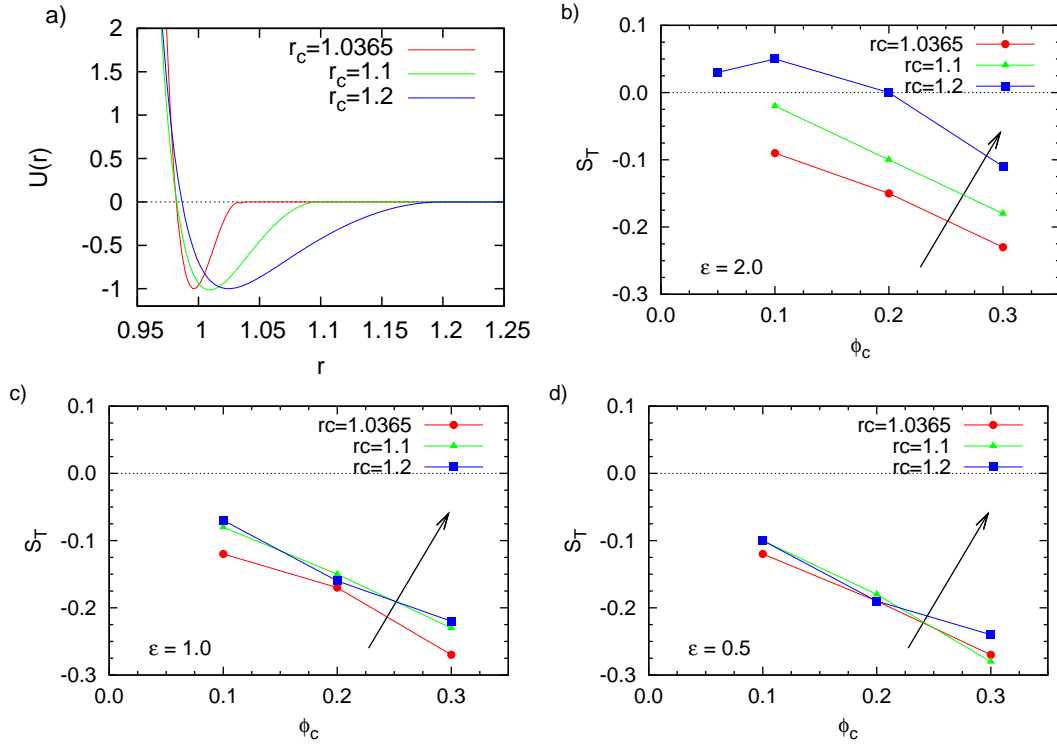 a)
U(r)
2
1.5
1
0.5
0
-0.5
-1
0.95
1
1.05
1.1
1.15
1.2
1.25
r
r_c=1.0365
r_c=1.1
r_c=1.2
b)
S_T
0.1
0.0
-0.1
-0.2
-0.3
0.0
0.1
0.2
0.3
ϕ_c
rc=1.0365
rc=1.1
rc=1.2
ε = 2.0
c)
S_T
0.1
0.0
-0.1
-0.2
-0.3
0.0
0.1
0.2
0.3
ϕ_c
rc=1.0365
rc=1.1
rc=1.2
ε = 1.0
d)
S_T
0.1
0.0
-0.1
-0.2
-0.3
0.0
0.1
0.2
0.3
ϕ_c
rc=1.0365
rc=1.1
rc=1.2
ε = 0.5